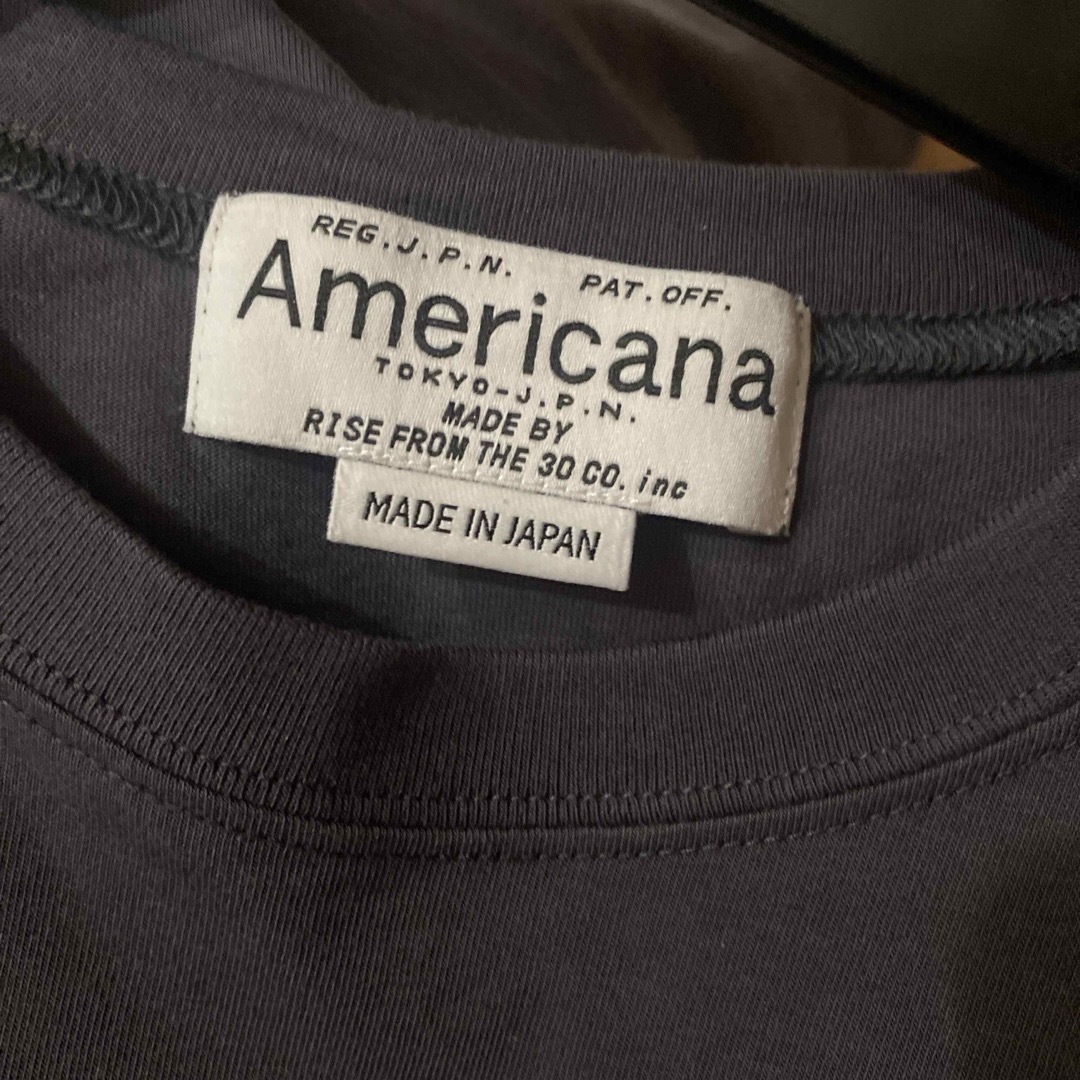 REG.J.P.N. PAT.OFF.
Americana
TOKYO-J.P.N.
MADE BY
RISE FROM THE 30 CO. inc
MADE IN JAPAN